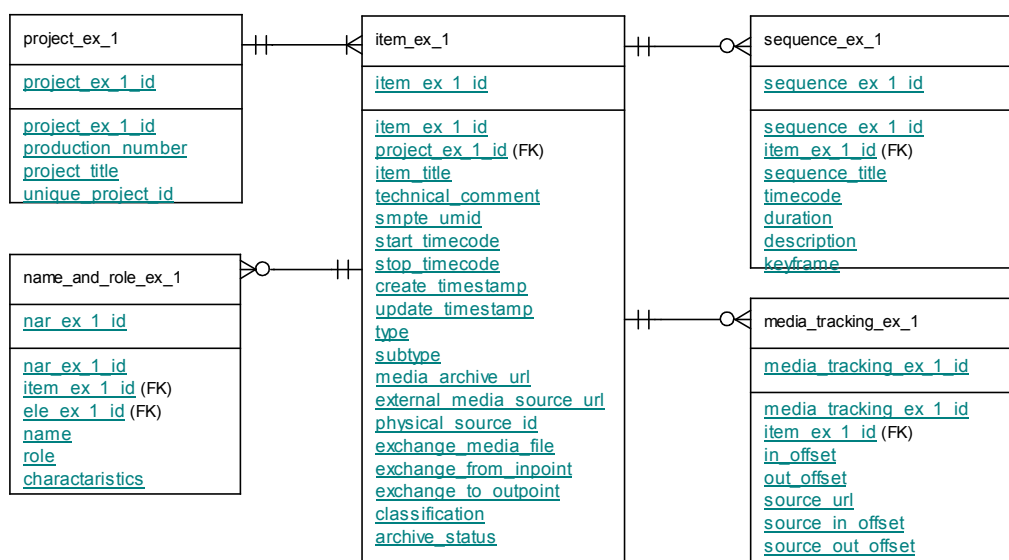 project_ex_1
project_ex_1_id
project_ex_1_id
production_number
project_title
unique_project_id
name_and_role_ex_1
nar_ex_1_id
nar_ex_1_id
item_ex_1_id (FK)
ele_ex_1_id (FK)
name
role
charactaristics
item_ex_1
item_ex_1_id
item_ex_1_id
project_ex_1_id (FK)
item_title
technical_comment
smpte_umid
start_timecode
stop_timecode
create_timestamp
update_timestamp
type
subtype
media_archive_url
external_media_source_url
physical_source_id
exchange_media_file
exchange_from_inpoint
exchange_to_outpoint
classification
archive_status
sequence_ex_1
sequence_ex_1_id
sequence_ex_1_id
item_ex_1_id (FK)
sequence_title
timecode
duration
description
keyframe
media_tracking_ex_1
media_tracking_ex_1_id
media_tracking_ex_1_id
item_ex_1_id (FK)
in_offset
out_offset
source_url
source_in_offset
source_out_offset